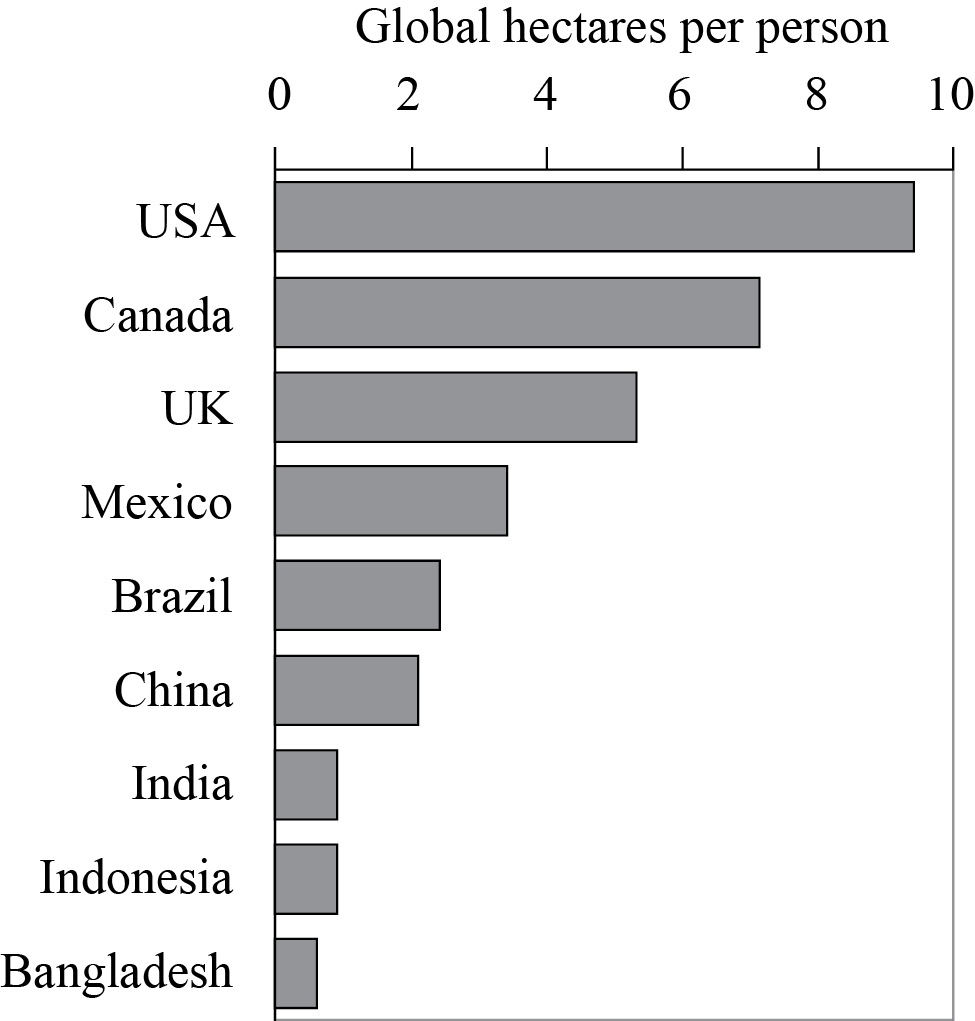 Global hectares per person
0 2 4 6 8 10
USA
Canada
UK
Mexico
Brazil
China
India
Indonesia
Bangladesh